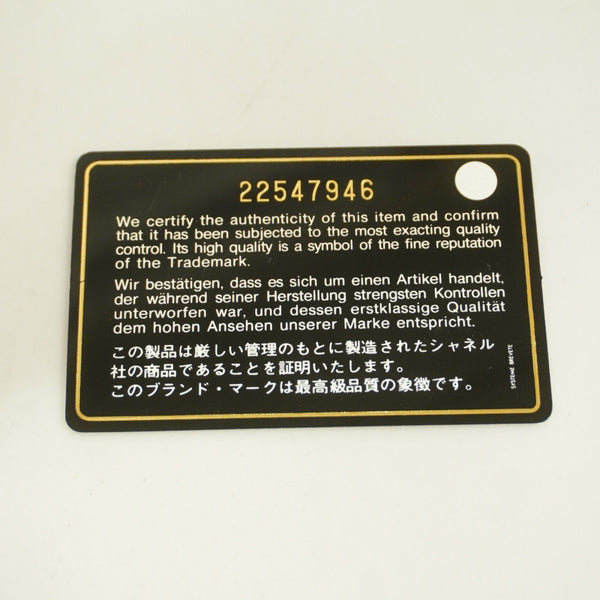 22547946
We certify the authenticity of this item and confirm
that it has been subjected to the most exacting quality
control. Its high quality is a symbol of the fine reputation
of the Trademark.
Wir bestätigen, dass es sich um einen Artikel handelt,
der während seiner Herstellung strengsten Kontrollen
unterworfen war, und dessen erstklassige Qualität
dem hohen Ansehen unserer Marke entspricht.
この製品は厳しい管理のもとに製造されたシャネル
社の商品であることを証明いたします。
このブランド・マークは最高級品質の象徴です。
SYSTEME BREVETE